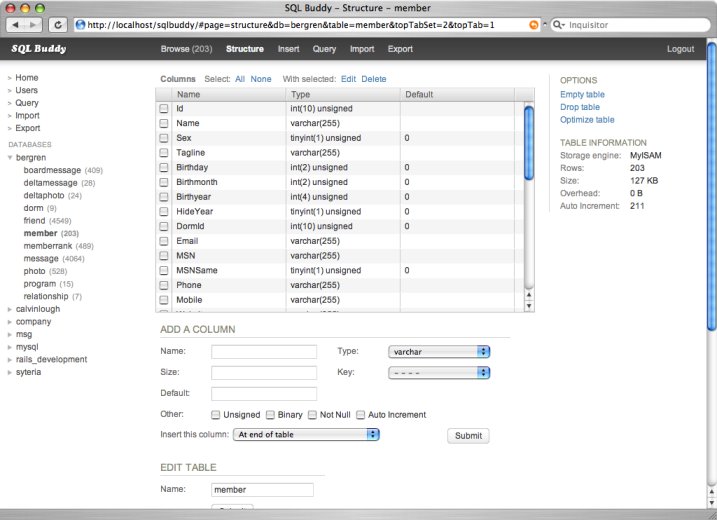 SQL Buddy – Structure – member
http://localhost/sqlbuddy/#page=structure&db=bergren&table=member&topTabSet=2&topTab=1
Inquisitor
SQL Buddy
Browse (203) Structure Insert Query Import Export Logout
Home
Users
Query
Import
Export
DATABASES
bergren
boardmessage (409)
deltamessage (28)
deltaphoto (24)
dorm (9)
friend (4549)
member (203)
memberrank (489)
message (4064)
photo (528)
program (15)
relationship (7)
calvinlough
company
msg
mysql
rails_development
syteria
Columns Select: All None With selected: Edit Delete
Name Type Default
Id int(10) unsigned
Name varchar(255)
Sex tinyint(1) unsigned 0
Tagline varchar(255)
Birthday int(2) unsigned 0
Birthmonth int(2) unsigned 0
Birthyear int(4) unsigned 0
HideYear tinyint(1) unsigned 0
DormId int(10) unsigned 0
Email varchar(255)
MSN varchar(255)
MSNSame tinyint(1) unsigned 0
Phone varchar(255)
Mobile varchar(255)
ADD A COLUMN
Name: Type: varchar
Size: Key: - - - -
Default:
Other: Unsigned Binary Not Null Auto Increment
Insert this column: At end of table Submit
EDIT TABLE
Name: member
OPTIONS
Empty table
Drop table
Optimize table
TABLE INFORMATION
Storage engine: MyISAM
Rows: 203
Size: 127 KB
Overhead: 0 B
Auto Increment: 211